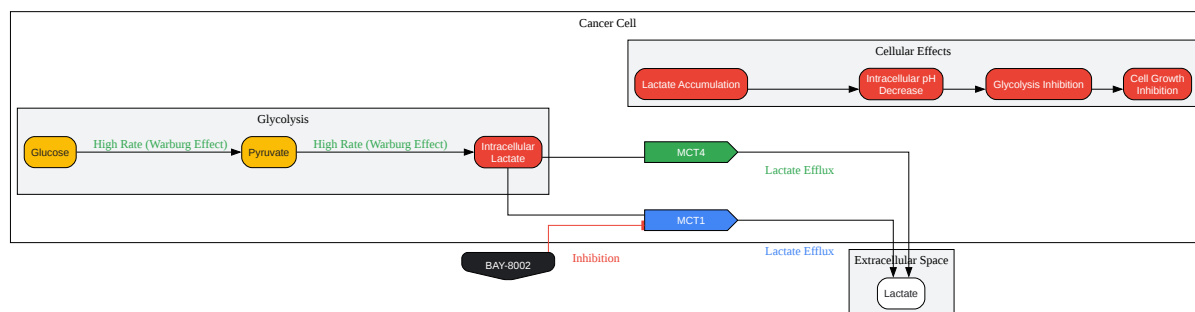 Cancer Cell
Cellular Effects
Lactate Accumulation
Intracellular pH
Decrease
Glycolysis Inhibition
Cell Growth
Inhibition
Glycolysis
Glucose
High Rate (Warburg Effect)
Pyruvate
High Rate (Warburg Effect)
Intracellular
Lactate
MCT4
Lactate Efflux
MCT1
BAY-8002
Inhibition
Lactate Efflux
Extracellular Space
Lactate